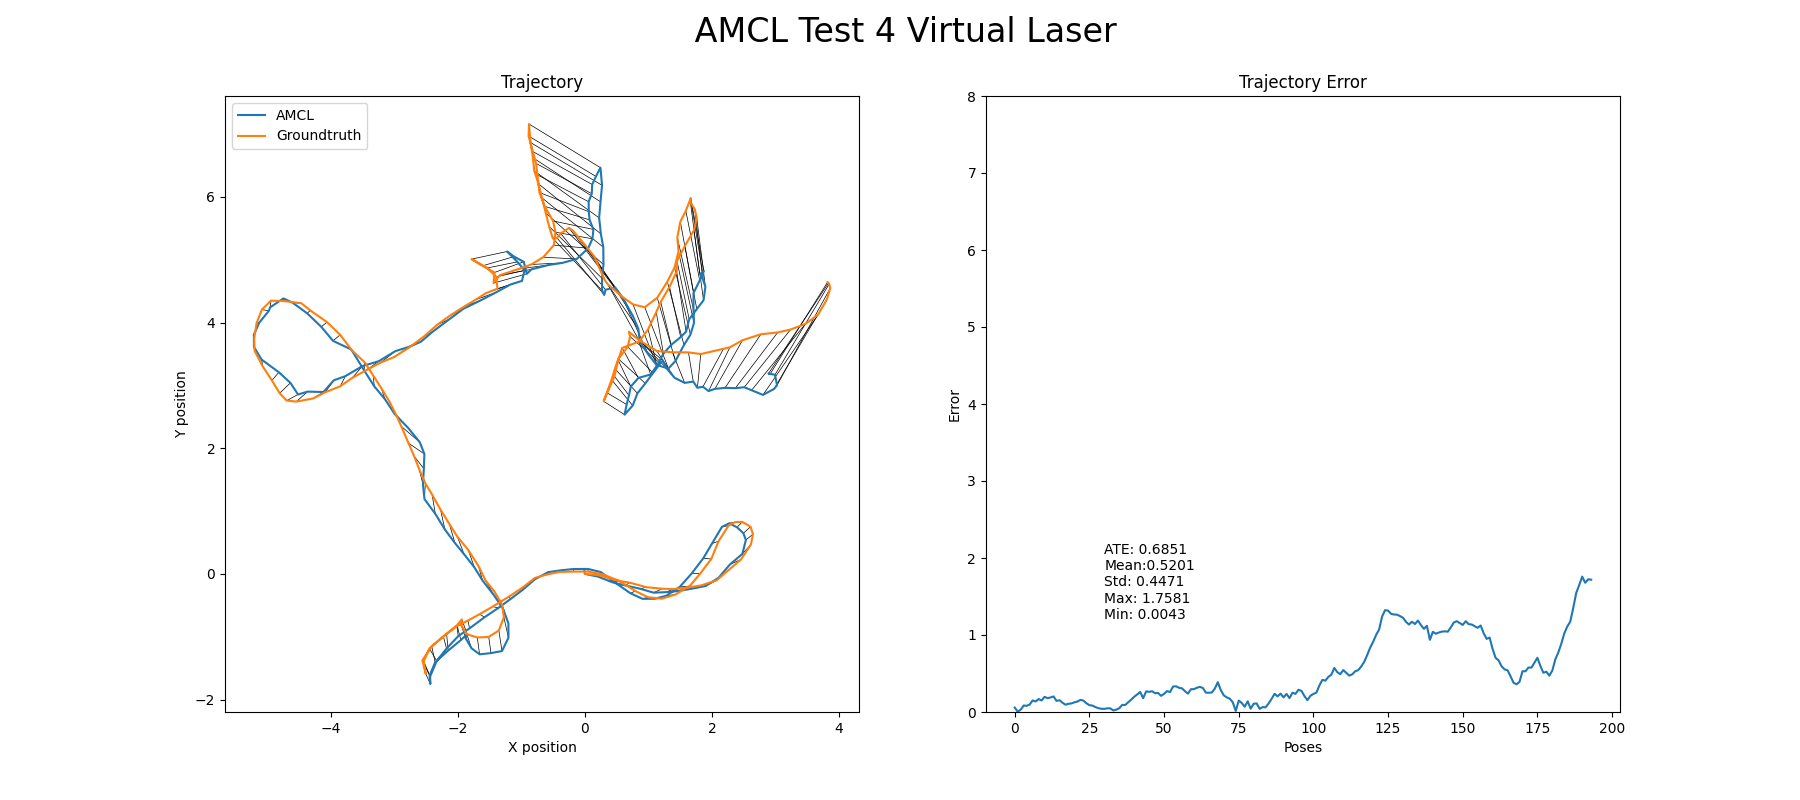 AMCL Test 4 Virtual Laser
Trajectory
AMCL
Groundtruth
6
4
2
0
−2
−4
−2
0
2
4
Y position
X position
Trajectory Error
8
7
6
5
4
3
2
1
0
ATE: 0.6851
Mean:0.5201
Std: 0.4471
Max: 1.7581
Min: 0.0043
0
25
50
75
100
125
150
175
200
Error
Poses